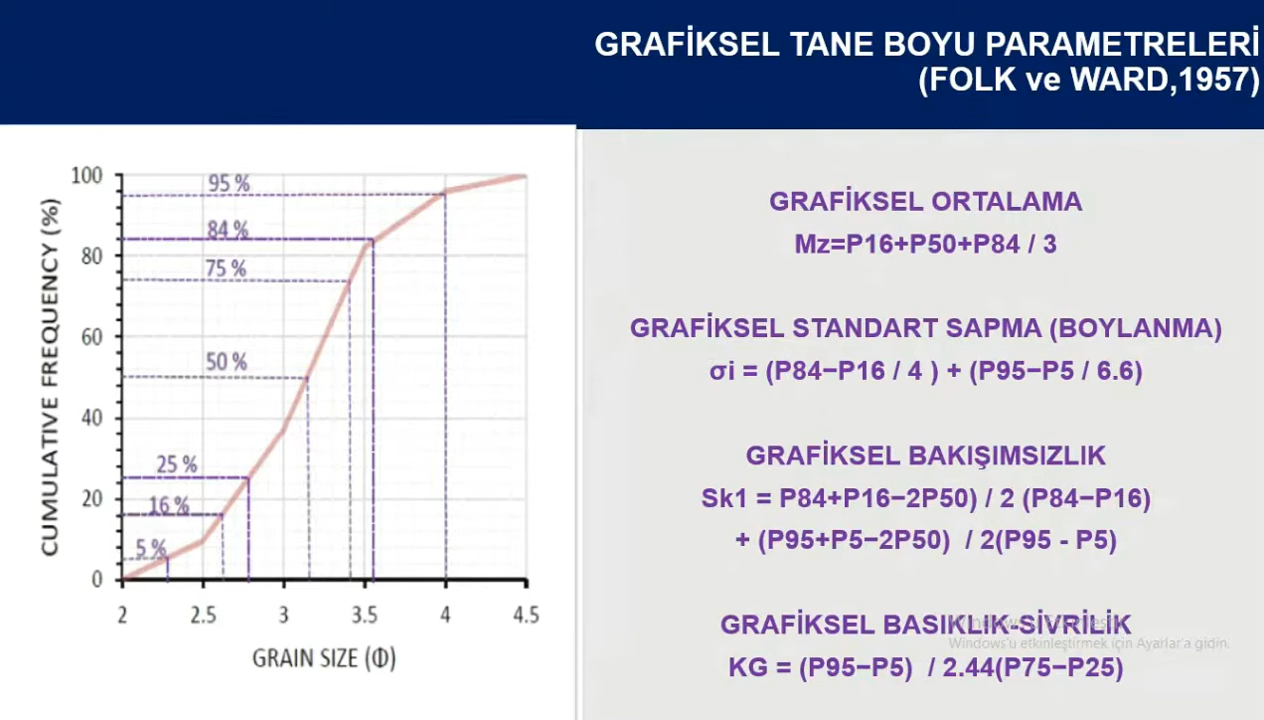 GRAFİKSEL TANE BOYU PARAMETRELERİ
(FOLK ve WARD,1957)
CUMULATIVE FREQUENCY (%)
100
80
60
40
20
0
95 %
84 %
75 %
50 %
25 %
16 %
5 %
2
2.5
3
3.5
4
4.5
GRAIN SIZE (Φ)
GRAFİKSEL ORTALAMA
Mz=P16+P50+P84 / 3
GRAFİKSEL STANDART SAPMA (BOYLANMA)
σi = (P84−P16 / 4 ) + (P95−P5 / 6.6)
GRAFİKSEL BAKIŞIMSIZLIK
Sk1 = P84+P16−2P50) / 2 (P84−P16)
+ (P95+P5−2P50) / 2(P95 - P5)
GRAFİKSEL BASIKLIK-SİVRİLİK
Windows'u etkinleştirmek için Ayarlar'a gidin.
KG = (P95−P5) / 2.44(P75−P25)